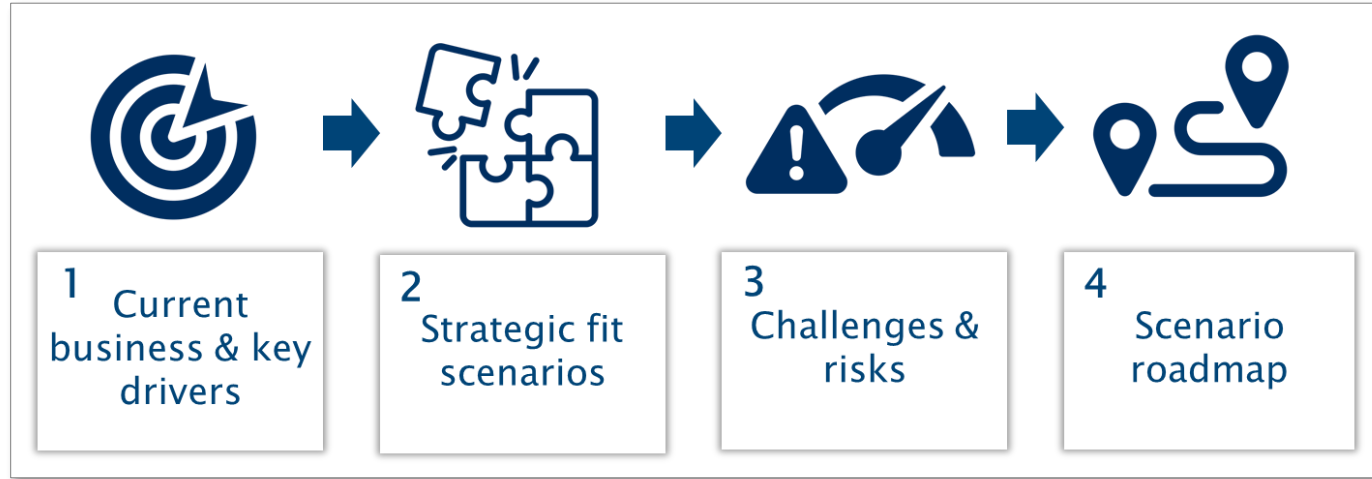 1
Current
business & key
drivers
2
Strategic fit
scenarios
3
Challenges &
risks
4
Scenario
roadmap